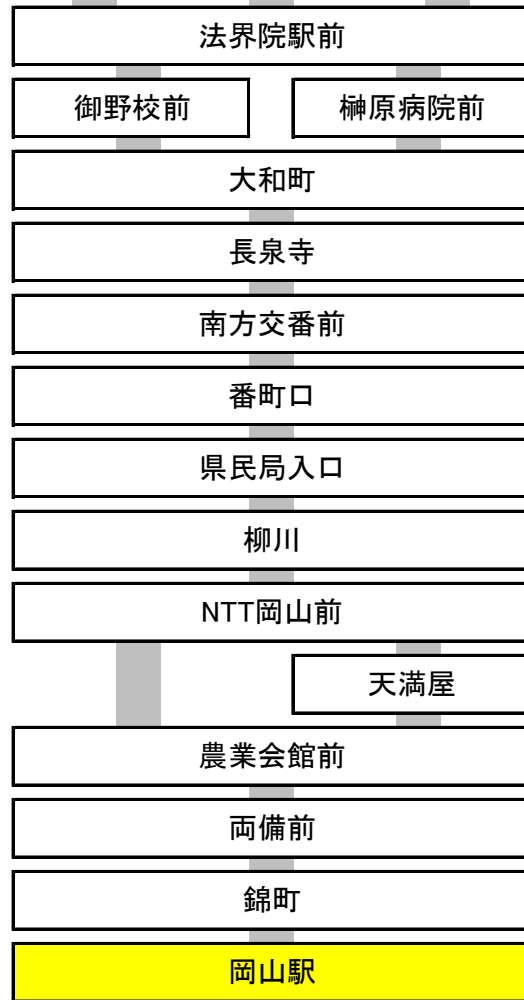 法界院駅前
御野校前
榊原病院前
大和町
長泉寺
南方交番前
番町口
県民局入口
柳川
NTT岡山前
天満屋
農業会館前
両備前
錦町
岡山駅